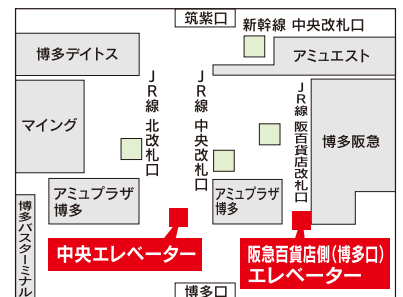 筑紫口
新幹線 中央改札口
博多デイトス
アミュエスト
JR線 北改札口
JR線 中央改札口
JR線 阪百貨店改札口
マイング
博多阪急
アミュプラザ
博多
アミュプラザ
博多
博多バスターミナル
中央エレベーター
阪急百貨店側(博多口)
エレベーター
博多口